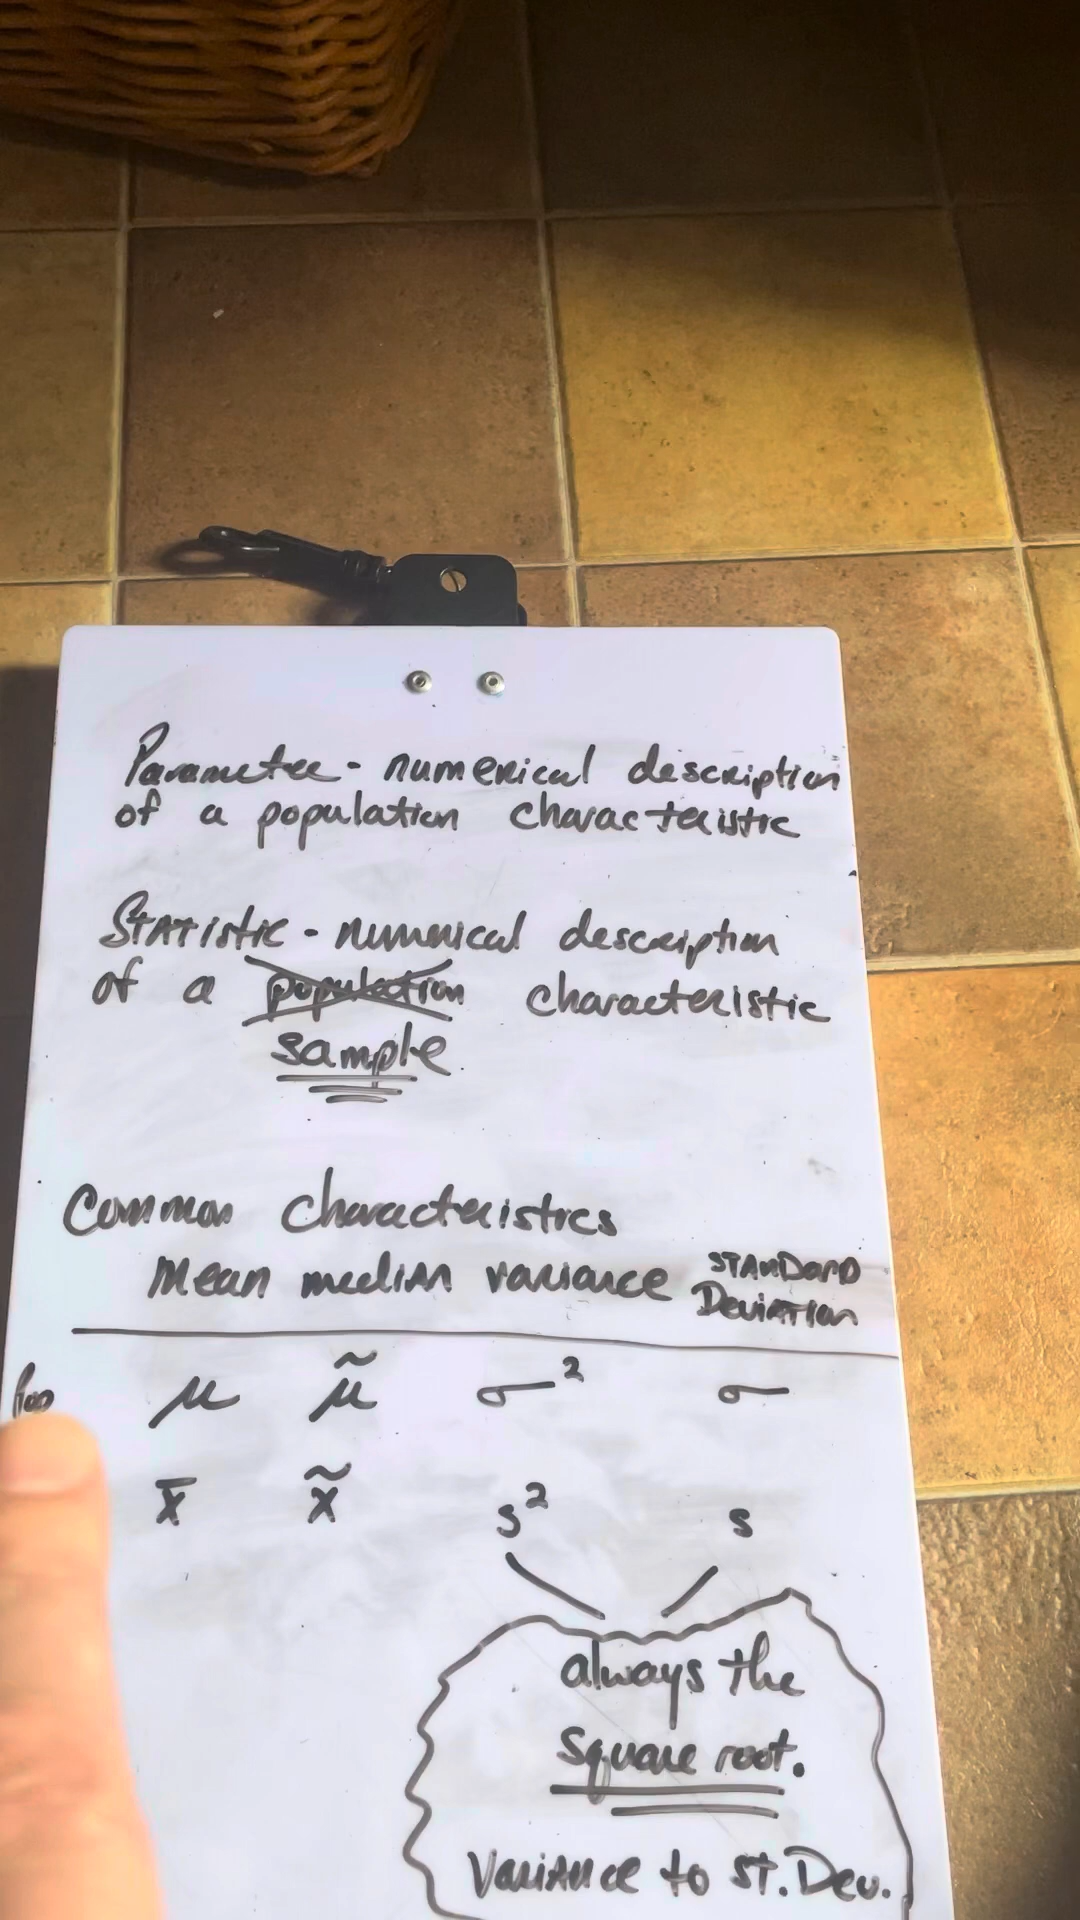 Parameter - numerical description
of a population characteristic
Statistic - numerical description
of a population characteristic
sample
Common Characteristics
Mean median variance STANDARD DEVIATION
Pop μ μ̃ σ² σ
x̄ x̃ s² s
always the
square root.
Variance to St. Dev.